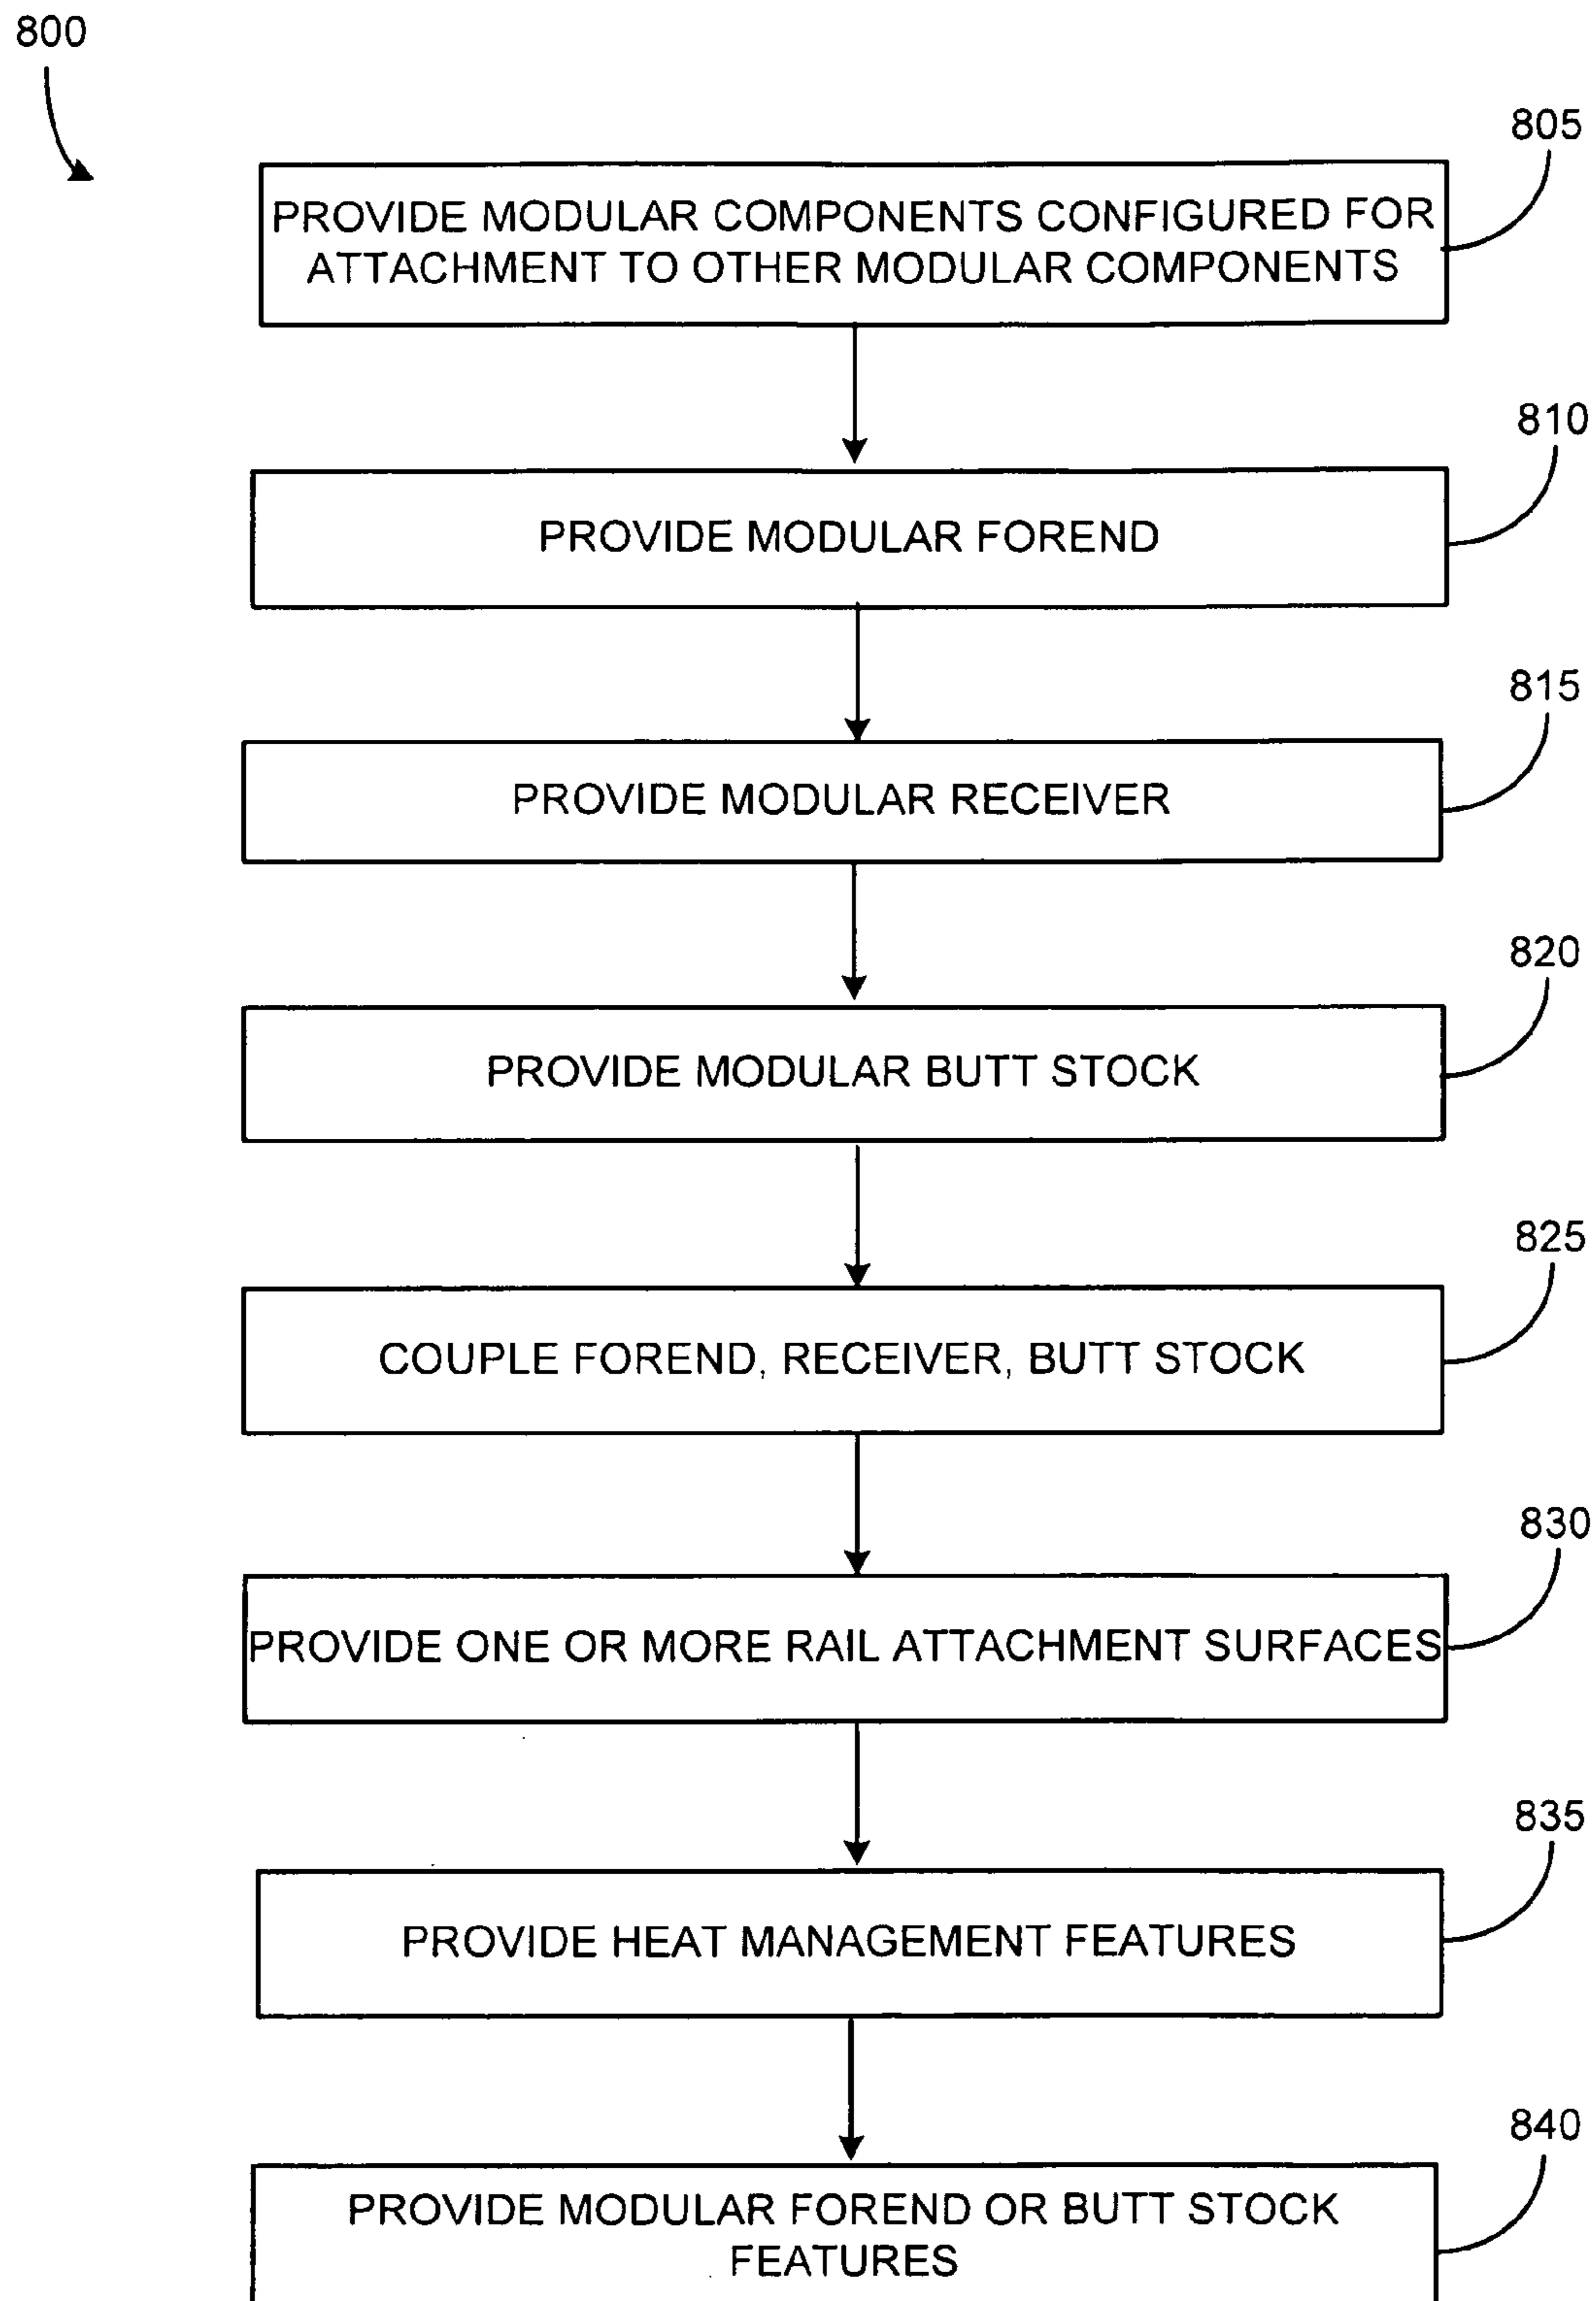 800
805
PROVIDE MODULAR COMPONENTS CONFIGURED FOR
ATTACHMENT TO OTHER MODULAR COMPONENTS
810
PROVIDE MODULAR FOREND
815
PROVIDE MODULAR RECEIVER
820
PROVIDE MODULAR BUTT STOCK
825
COUPLE FOREND, RECEIVER, BUTT STOCK
830
PROVIDE ONE OR MORE RAIL ATTACHMENT SURFACES
835
PROVIDE HEAT MANAGEMENT FEATURES
840
PROVIDE MODULAR FOREND OR BUTT STOCK
FEATURES